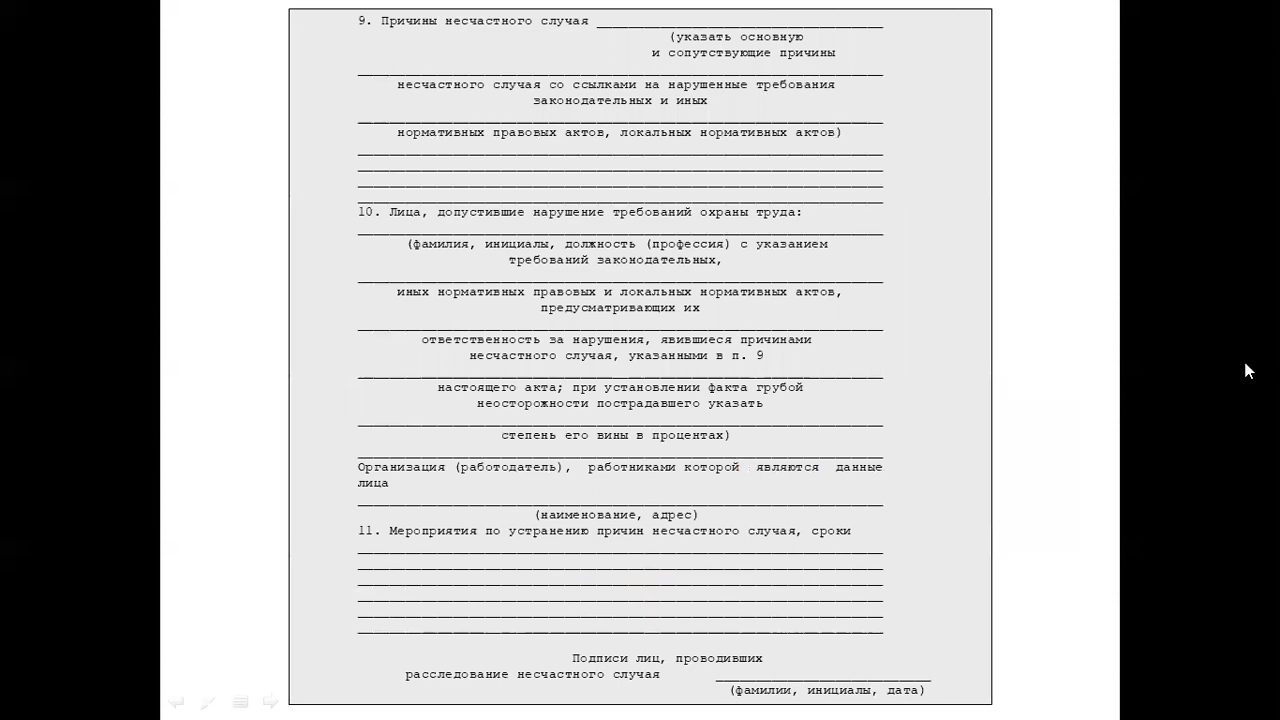 9. Причины несчастного случая
(указать основную
и сопутствующие причины
несчастного случая со ссылками на нарушенные требования
законодательных и иных
нормативных правовых актов, локальных нормативных актов)
10. Лица, допустившие нарушение требований охраны труда:
(фамилия, инициалы, должность (профессия) с указанием
требований законодательных,
иных нормативных правовых и локальных нормативных актов,
предусматривающих их
ответственность за нарушения, явившиеся причинами
несчастного случая, указанными в п. 9
настоящего акта; при установлении факта грубой
неосторожности пострадавшего указать
степень его вины в процентах)
Организация (работодатель), работниками которой являются данные
лица
(наименование, адрес)
11. Мероприятия по устранению причин несчастного случая, сроки
Подписи лиц, проводивших
расследование несчастного случая
(фамилии, инициалы, дата)